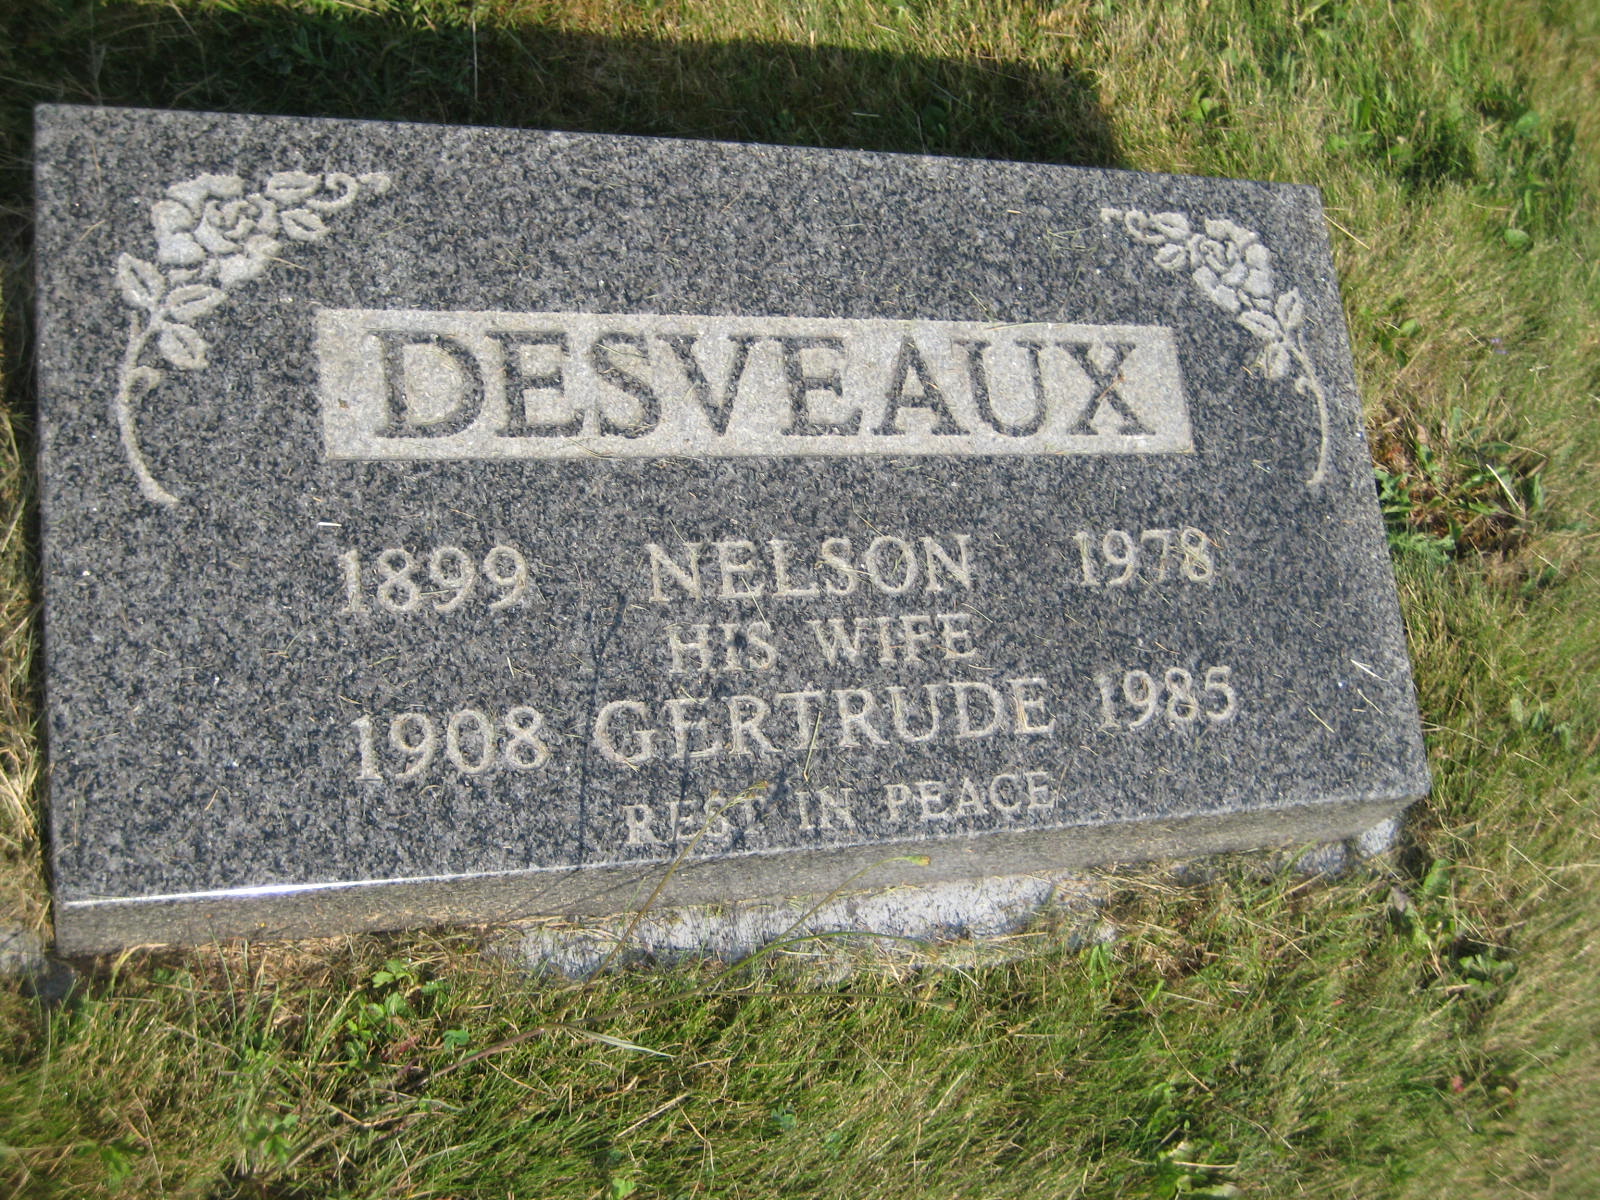 DESVEAUX
1899 NELSON 1978
HIS WIFE
1908 GERTRUDE 1985
REST IN PEACE